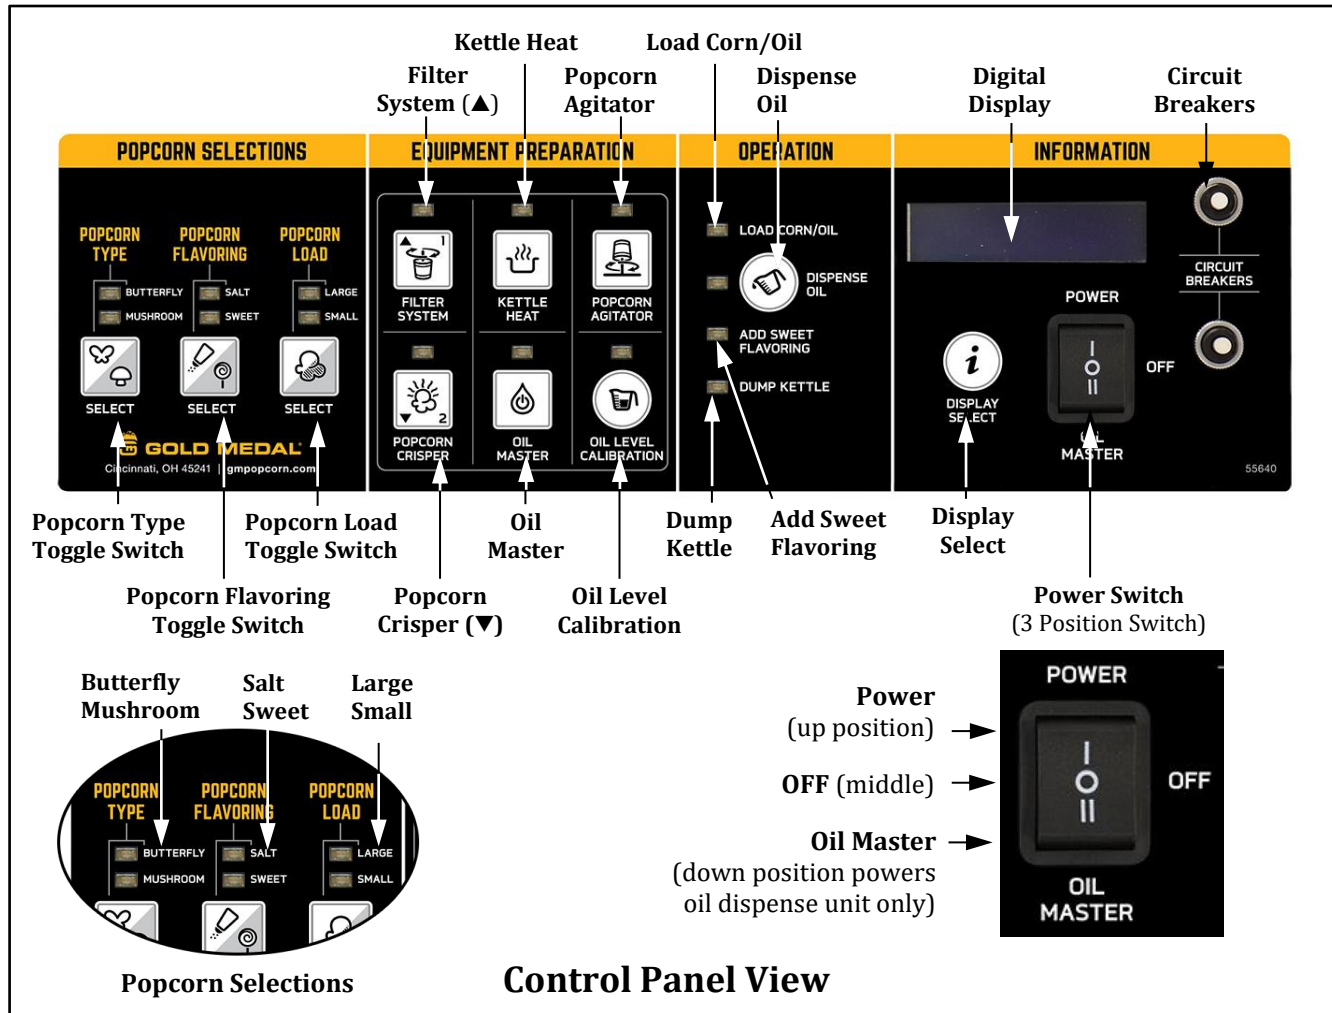 Kettle Heat
Load Corn/Oil
Filter
System (▲)
Popcorn
Agitator
Dispense
Oil
Digital
Display
Circuit
Breakers
POPCORN SELECTIONS
EQUIPMENT PREPARATION
OPERATION
INFORMATION
POPCORN
TYPE
BUTTERFLY
MUSHROOM
SELECT
POPCORN
FLAVORING
SALT
SWEET
SELECT
POPCORN
LOAD
LARGE
SMALL
SELECT
GOLD MEDAL®
Cincinnati, OH 45241 | gmpopcorn.com
▲ 1
FILTER
SYSTEM
KETTLE
HEAT
POPCORN
AGITATOR
▼ 2
POPCORN
CRISPER
OIL
MASTER
OIL LEVEL
CALIBRATION
LOAD CORN/OIL
DISPENSE
OIL
ADD SWEET
FLAVORING
DUMP KETTLE
i
DISPLAY
SELECT
POWER
I
O
II
OFF
OIL
MASTER
CIRCUIT
BREAKERS
55640
Popcorn Type
Toggle Switch
Popcorn Load
Toggle Switch
Oil
Master
Dump
Kettle
Add Sweet
Flavoring
Display
Select
Popcorn Flavoring
Toggle Switch
Popcorn
Crisper (▼)
Oil Level
Calibration
Power Switch
(3 Position Switch)
Butterfly
Mushroom
Salt
Sweet
Large
Small
POPCORN
TYPE
BUTTERFLY
MUSHROOM
POPCORN
FLAVORING
SALT
SWEET
POPCORN
LOAD
LARGE
SMALL
Popcorn Selections
Power
(up position)
OFF (middle)
Oil Master
(down position powers
oil dispense unit only)
POWER
I
O
II
OFF
OIL
MASTER
Control Panel View